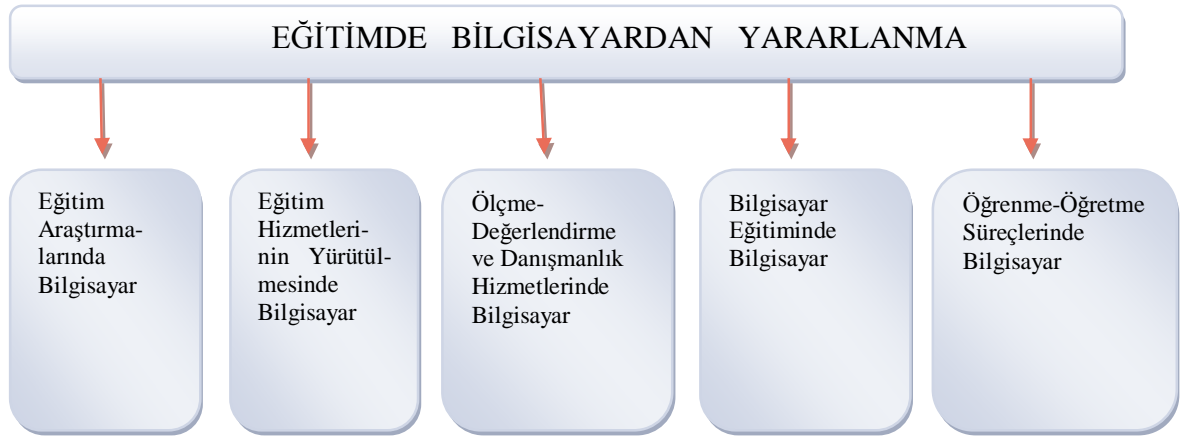 EĞİTİMDE BİLGİSAYARDAN YARARLANMA
Eğitim
Araştırma-
larında
Bilgisayar
Eğitim
Hizmetleri-
nin Yürütül-
mesinde
Bilgisayar
Ölçme-
Değerlendirme
ve Danışmanlık
Hizmetlerinde
Bilgisayar
Bilgisayar
Eğitiminde
Bilgisayar
Öğrenme-Öğretme
Süreçlerinde
Bilgisayar